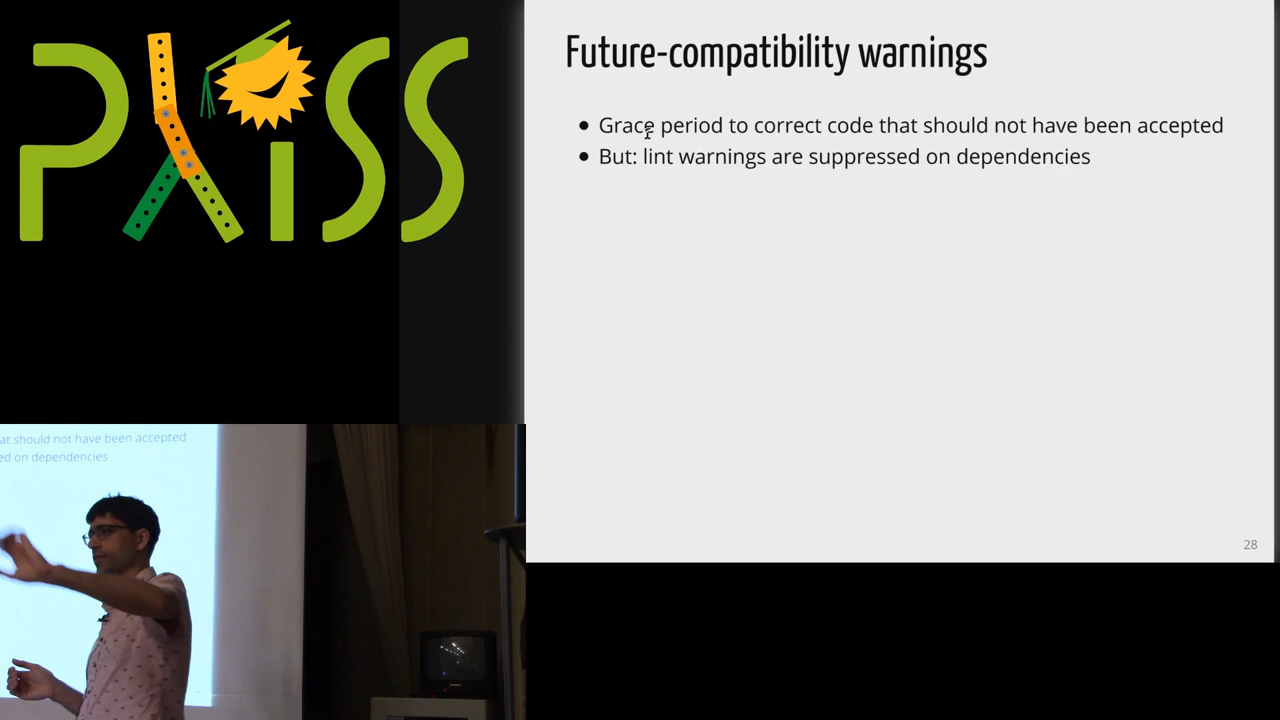 PLISS
Future-compatibility warnings
• Grace period to correct code that should not have been accepted
• But: lint warnings are suppressed on dependencies
28
at should not have been accepted
ed on dependencies